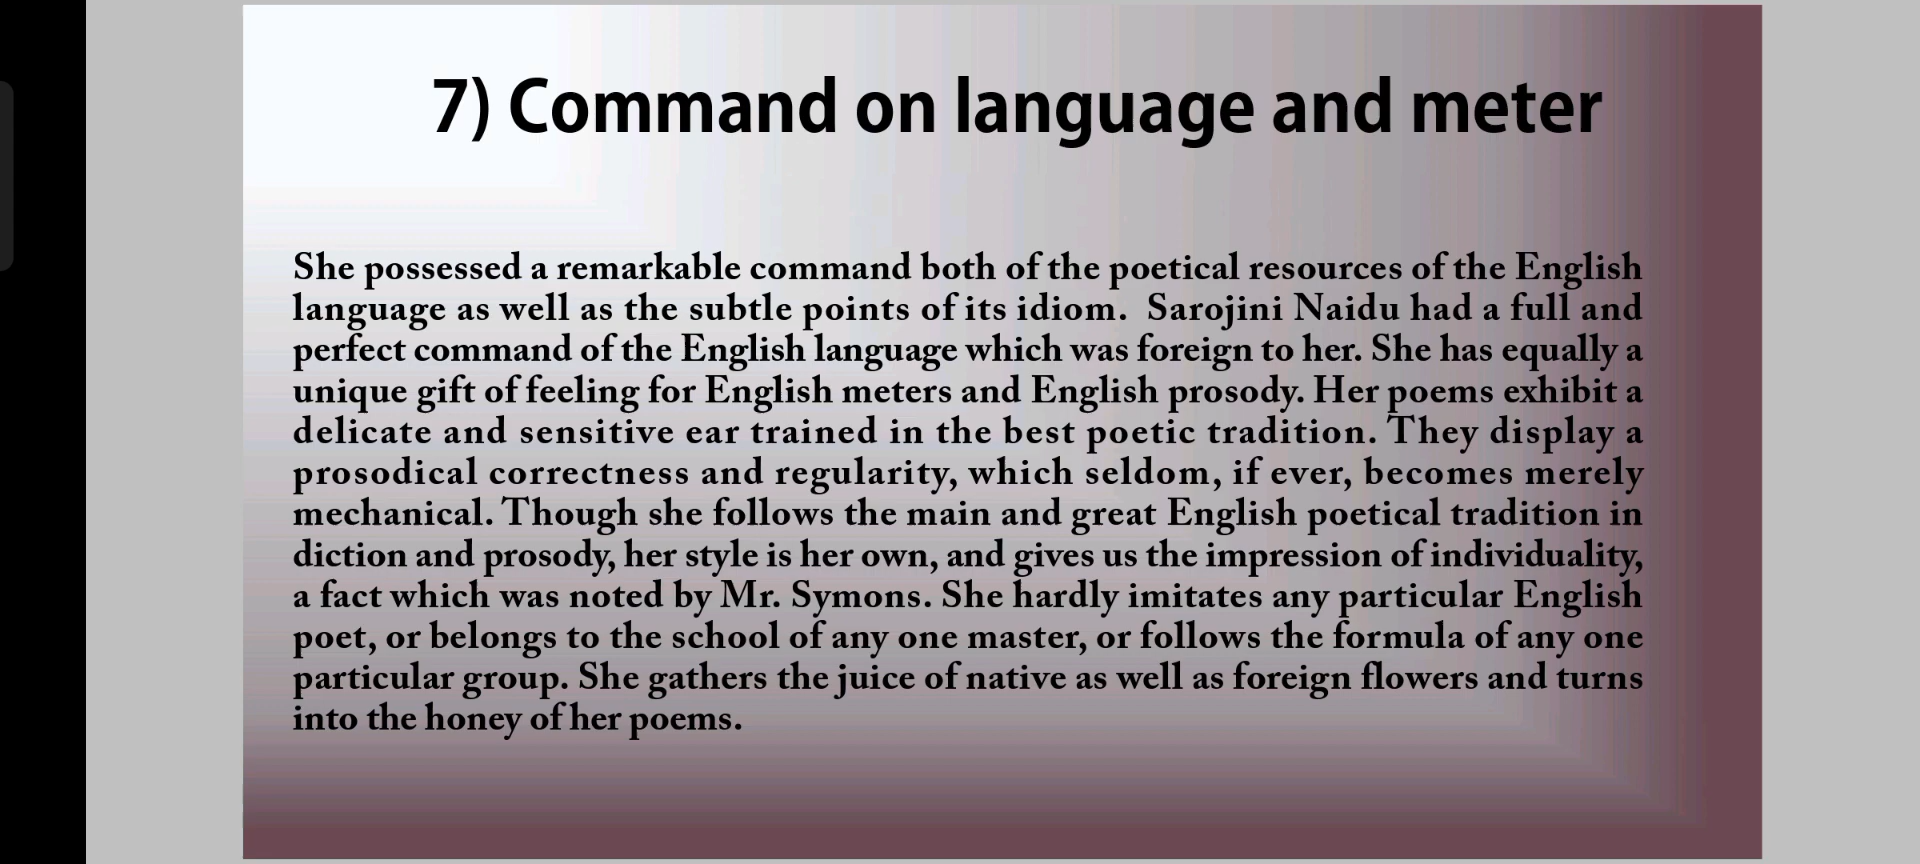 7) Command on language and meter
She possessed a remarkable command both of the poetical resources of the English
language as well as the subtle points of its idiom.  Sarojini Naidu had a full and
perfect command of the English language which was foreign to her. She has equally a
unique gift of feeling for English meters and English prosody. Her poems exhibit a
delicate and sensitive ear trained in the best poetic tradition. They display a
prosodical correctness and regularity, which seldom, if ever, becomes merely
mechanical. Though she follows the main and great English poetical tradition in
diction and prosody, her style is her own, and gives us the impression of individuality,
a fact which was noted by Mr. Symons. She hardly imitates any particular English
poet, or belongs to the school of any one master, or follows the formula of any one
particular group. She gathers the juice of native as well as foreign flowers and turns
into the honey of her poems.